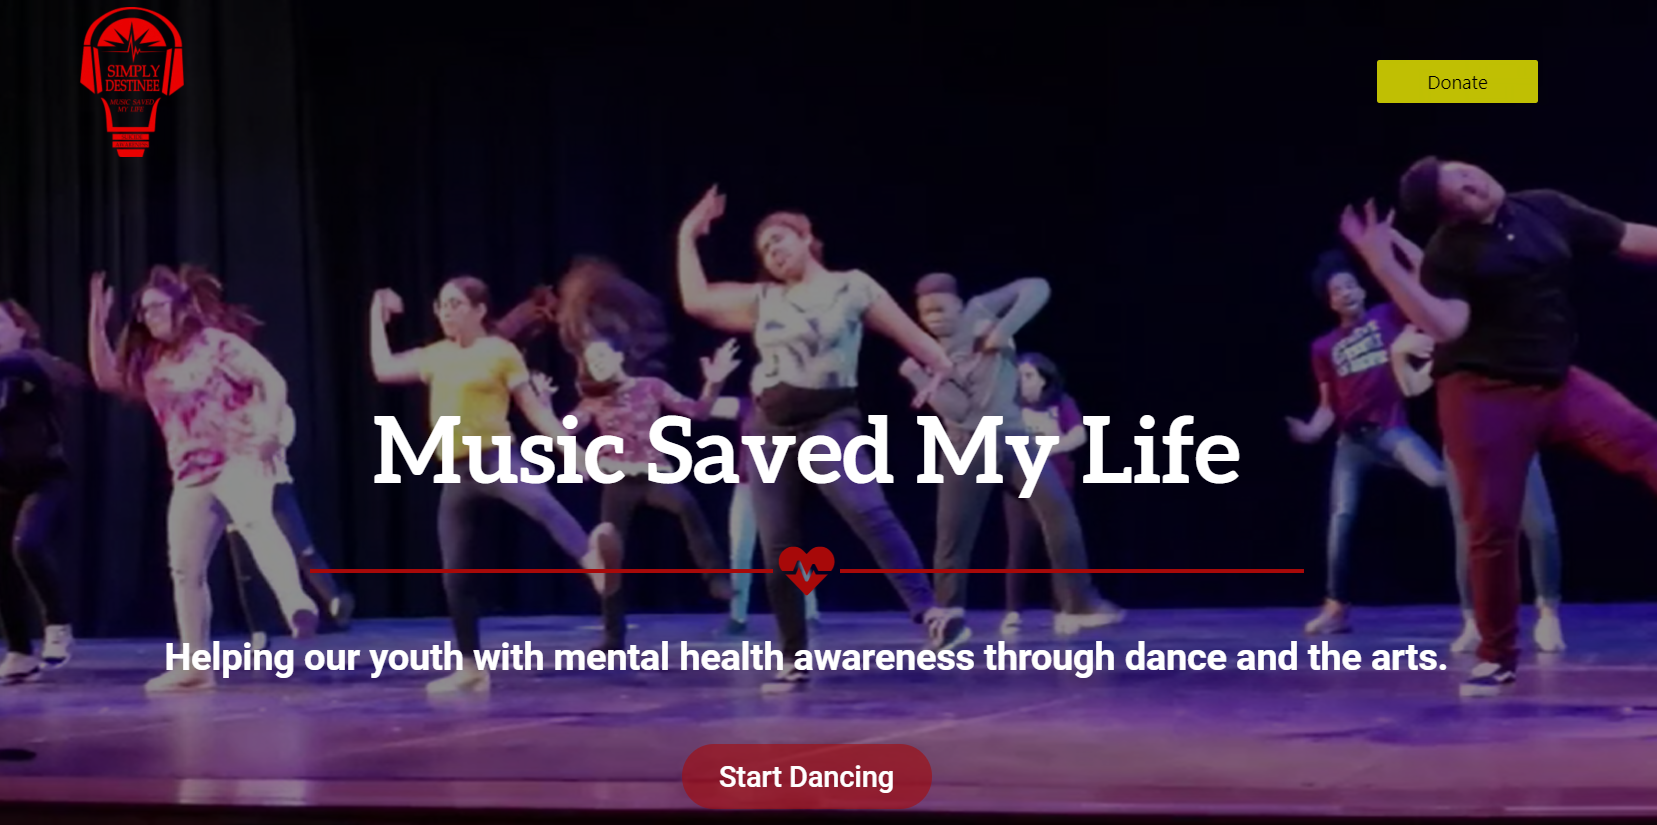 SIMPLY
DESTINEE
MUSIC SAVED
MY LIFE
Donate
Music Saved My Life
Helping our youth with mental health awareness through dance and the arts.
Start Dancing